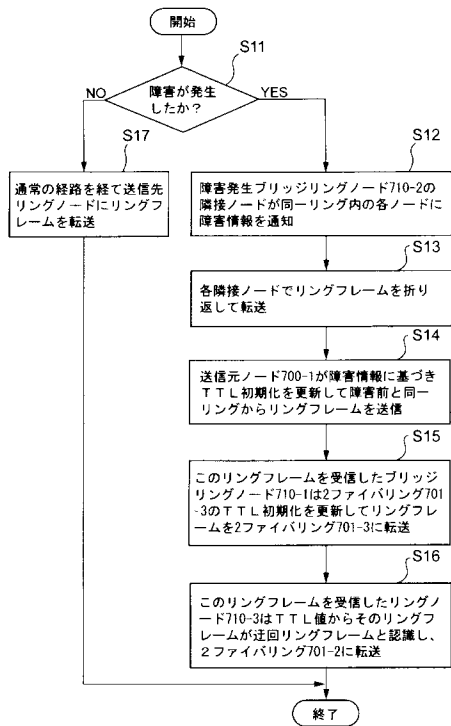 開始
S11
障害が発生
したか?
NO
YES
S17
通常の経路を経て送信先
リングノードにリングフ
レームを転送
S12
障害発生ブリッジリングノード710-2の
隣接ノードが同一リング内の各ノードに
障害情報を通知
S13
各隣接ノードでリングフレームを折り
返して転送
S14
送信元ノード700-1が障害情報に基づき
TTL初期化を更新して障害前と同一
リングからリングフレームを送信
S15
このリングフレームを受信したブリッジ
リングノード710-1は2ファイバリング701
-3のTTL初期化を更新してリングフレ
ームを2ファイバリング701-3に転送
S16
このリングフレームを受信したリングノ
ード710-3はTTL値からそのリングフ
レームが迂回リングフレームと認識し、
2ファイバリング701-2に転送
終了